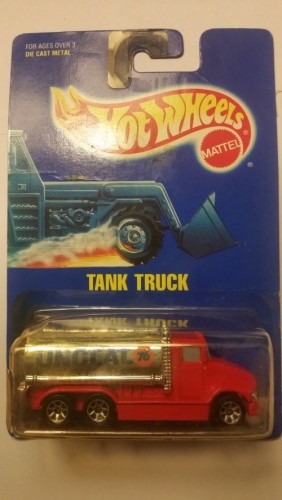 FOR AGES OVER 3
DIE CAST METAL
Hot Wheels
MATTEL
TANK TRUCK
UNOCAL 76